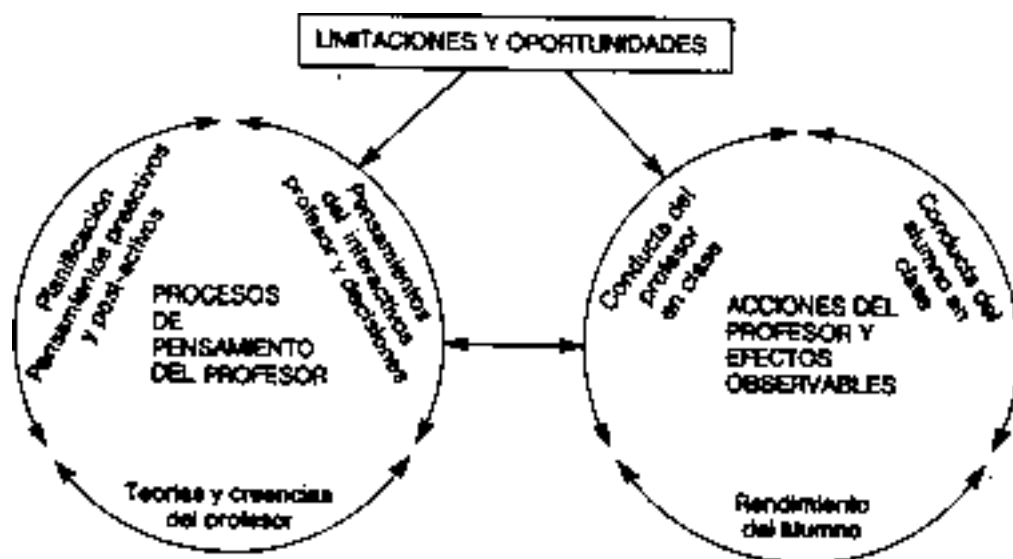 LIMITACIONES Y OPORTUNIDADES
Planificación
Pensamientos preactivos
y post-activos
Pensamientos
del interactivos
profesor y decisiones
PROCESOS
DE
PENSAMIENTO
DEL PROFESOR
Teorías y creencias
del profesor
Conducta del
profesor
en clase
Conducta del
alumno en
clase
ACCIONES DEL
PROFESOR Y
EFECTOS
OBSERVABLES
Rendimiento
del alumno